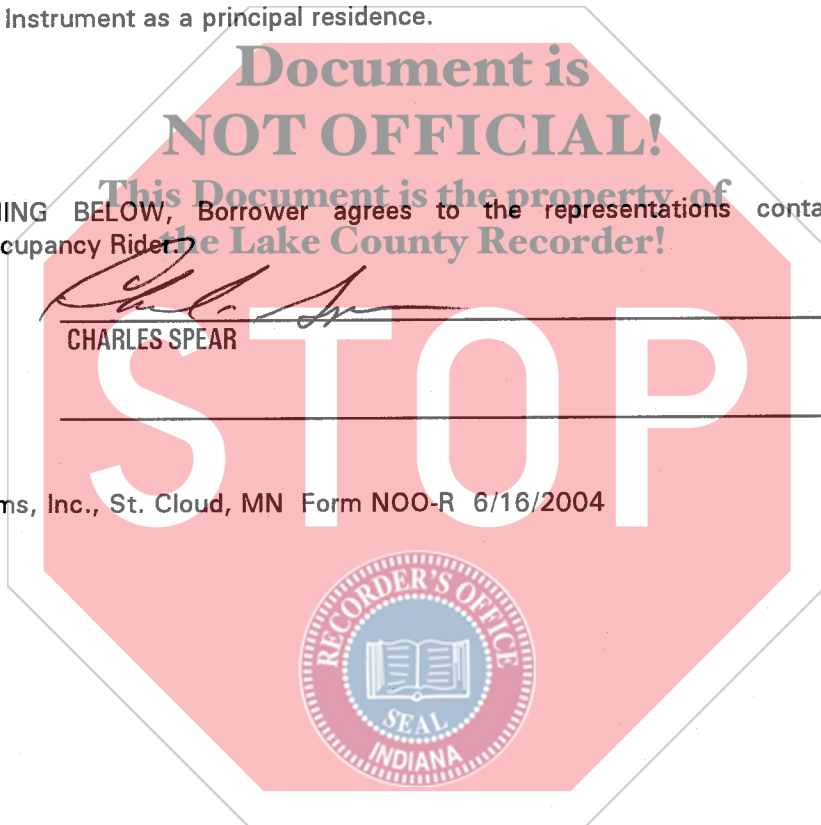 Instrument as a principal residence.
Document is
NOT OFFICIAL!
This Document is the property of
the Lake County Recorder!
NING BELOW, Borrower agrees to the representations conta
cupancy Rider.
CHARLES SPEAR
STOP
ms, Inc., St. Cloud, MN Form NOO-R 6/16/2004
RECORDER'S OFFICE
SEAL
INDIANA